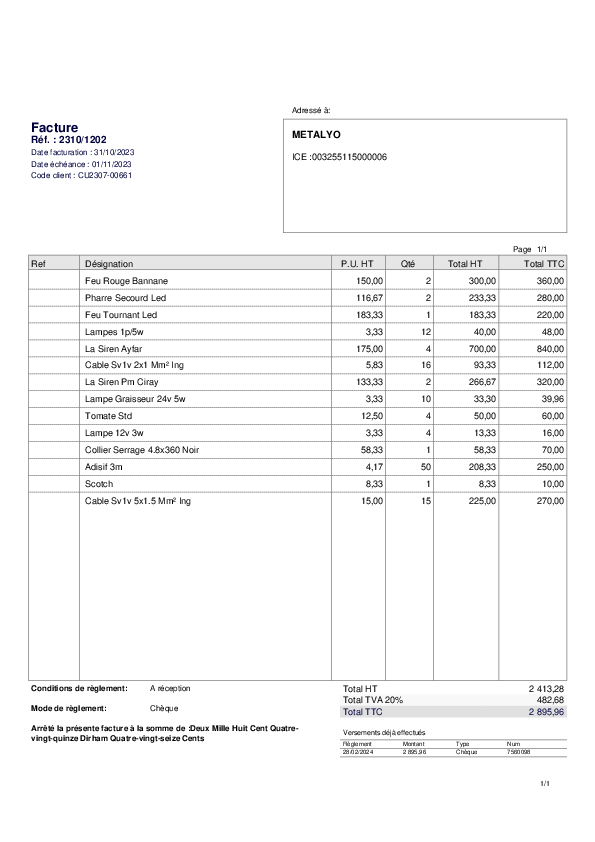 Adressé à:
Facture
Réf. : 2310/1202
Date facturation : 31/10/2023
Date échéance : 01/11/2023
Code client : CU2307-00661
METALYO
ICE :003255115000006
Page 1/1
Ref Désignation P.U. HT Qté Total HT Total TTC
Feu Rouge Bannane 150,00 2 300,00 360,00
Pharre Secourd Led 116,67 2 233,33 280,00
Feu Tournant Led 183,33 1 183,33 220,00
Lampes 1p/5w 3,33 12 40,00 48,00
La Siren Ayfar 175,00 4 700,00 840,00
Cable Sv1v 2x1 Mm² Ing 5,83 16 93,33 112,00
La Siren Pm Ciray 133,33 2 266,67 320,00
Lampe Graisseur 24v 5w 3,33 10 33,30 39,96
Tomate Std 12,50 4 50,00 60,00
Lampe 12v 3w 3,33 4 13,33 16,00
Collier Serrage 4.8x360 Noir 58,33 1 58,33 70,00
Adisif 3m 4,17 50 208,33 250,00
Scotch 8,33 1 8,33 10,00
Cable Sv1v 5x1.5 Mm² Ing 15,00 15 225,00 270,00
Conditions de règlement: A réception
Mode de règlement: Chèque
Arrêté la présente facture à la somme de :Deux Mille Huit Cent Quatre-
vingt-quinze Dirham Quatre-vingt-seize Cents
Total HT 2 413,28
Total TVA 20% 482,68
Total TTC 2 895,96
Versements déjà effectués
Règlement Montant Type Num
28/02/2024 2 895,96 Chèque 7560098
1/1